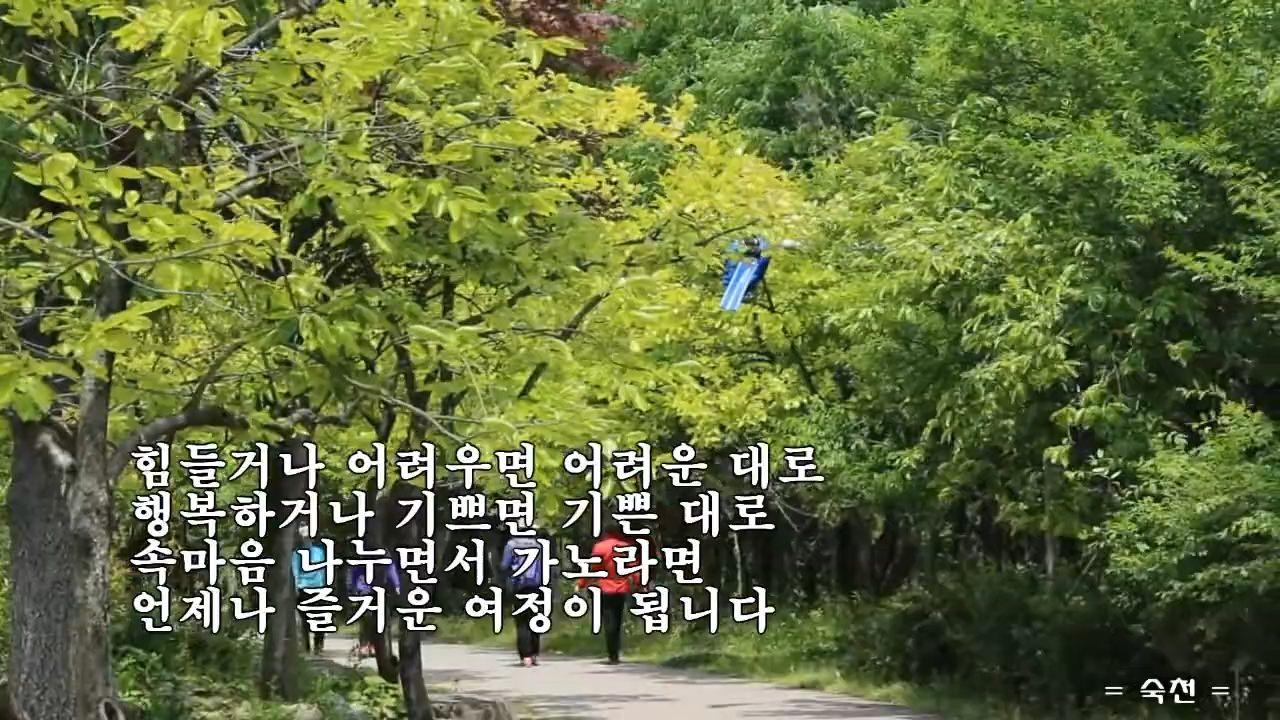 힘들거나 어려우면 어려운 대로
행복하거나 기쁘면 기쁜 대로
속마음 나누면서 가노라면
언제나 즐거운 여정이 됩니다
= 숙천 =